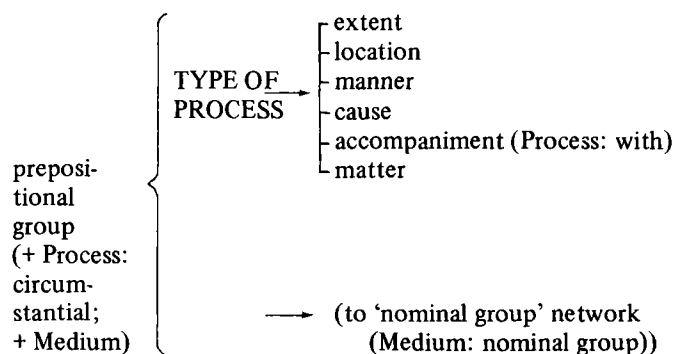 extent
location
TYPE OF
manner
PROCESS
cause
accompaniment (Process: with)
matter
preposi-
tional
group
(+ Process:
circum-
stantial;
+ Medium)
(to ‘nominal group’ network
(Medium: nominal group))